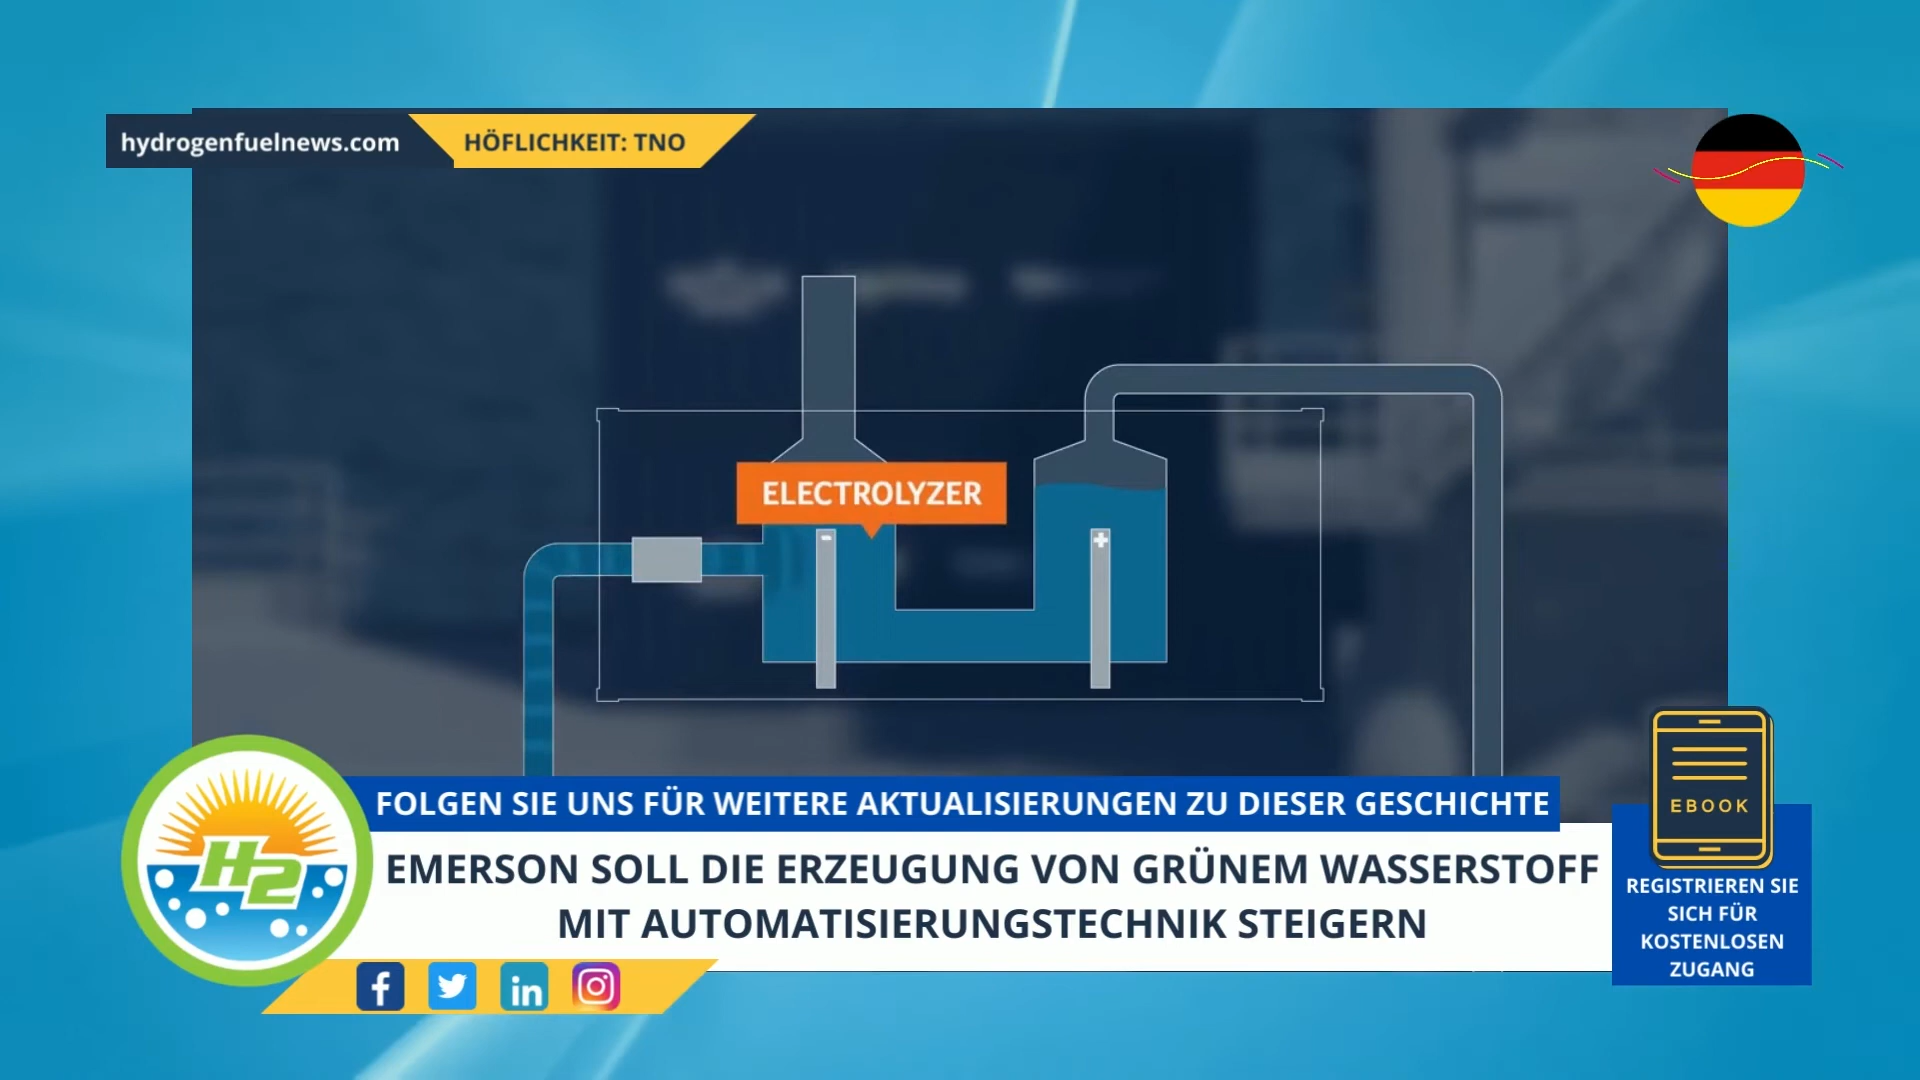 hydrogenfuelnews.com
HÖFLICHKEIT: TNO
ELECTROLYZER
-
+
FOLGEN SIE UNS FÜR WEITERE AKTUALISIERUNGEN ZU DIESER GESCHICHTE
H2
EMERSON SOLL DIE ERZEUGUNG VON GRÜNEM WASSERSTOFF
MIT AUTOMATISIERUNGSTECHNIK STEIGERN
EBOOK
REGISTRIEREN SIE
SICH FÜR
KOSTENLOSEN
ZUGANG
f
in